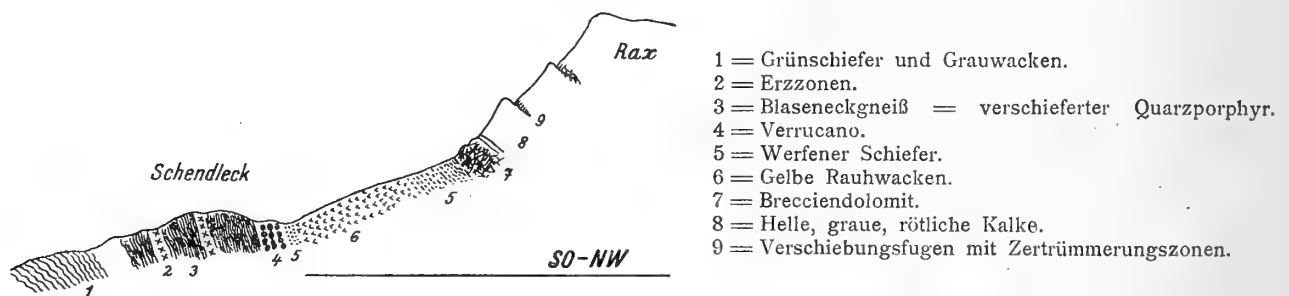 Rax
9
8
Schendleck
7
5
6
2 3 4 5
SO-NW
1
1 = Grünschiefer und Grauwacken.
2 = Erzzonen.
3 = Blaseneckgneiß = verschieferter Quarzporphyr.
4 = Verrucano.
5 = Werfener Schiefer.
6 = Gelbe Rauhwacken.
7 = Brecciendolomit.
8 = Helle, graue, rötliche Kalke.
9 = Verschiebungsfugen mit Zertrümmerungszonen.